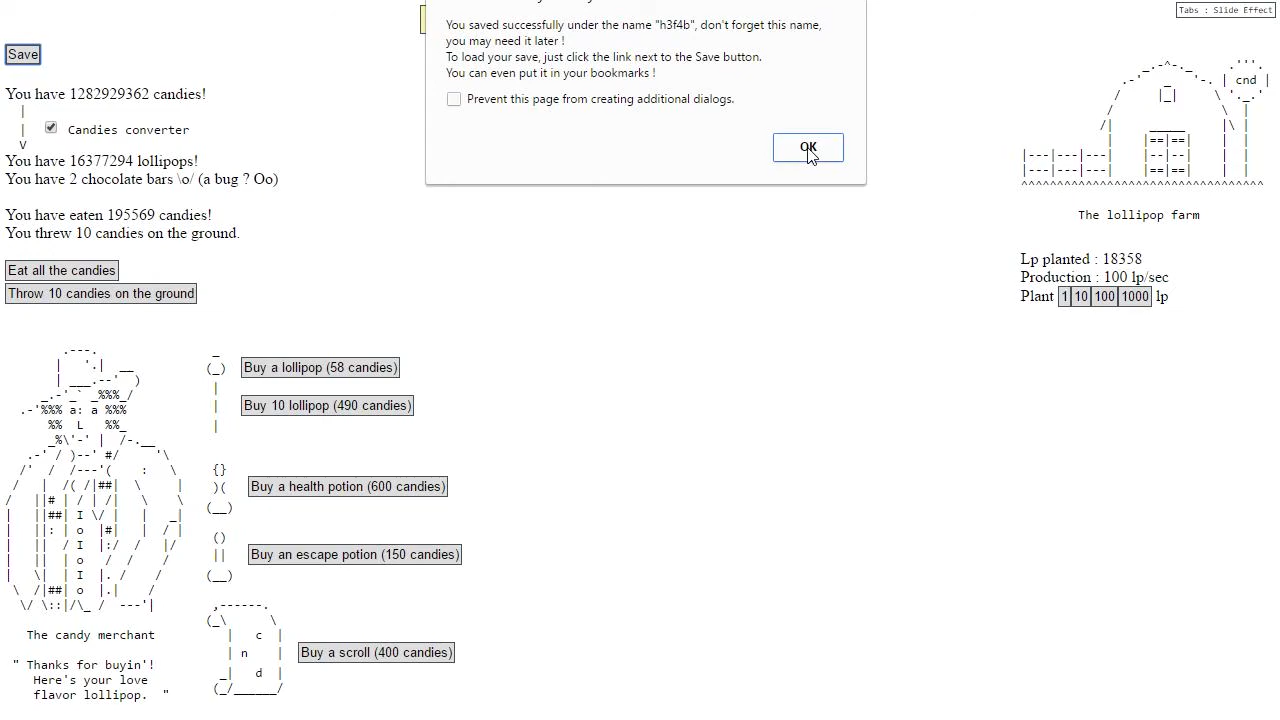 Tabs : Slide Effect
You saved successfully under the name "h3f4b", don't forget this name,
you may need it later !
To load your save, just click the link next to the Save button.
You can even put it in your bookmarks !
Prevent this page from creating additional dialogs.
OK
Save
You have 1282929362 candies!
Candies converter
You have 16377294 lollipops!
You have 2 chocolate bars \o/ (a bug ? Oo)
You have eaten 195569 candies!
You threw 10 candies on the ground.
Eat all the candies
Throw 10 candies on the ground
cnd
The lollipop farm
Lp planted : 18358
Production : 100 lp/sec
Plant 1 10 100 1000 lp
Buy a lollipop (58 candies)
Buy 10 lollipop (490 candies)
Buy a health potion (600 candies)
Buy an escape potion (150 candies)
c
n
d
Buy a scroll (400 candies)
The candy merchant
" Thanks for buyin'!
Here's your love
flavor lollipop. "